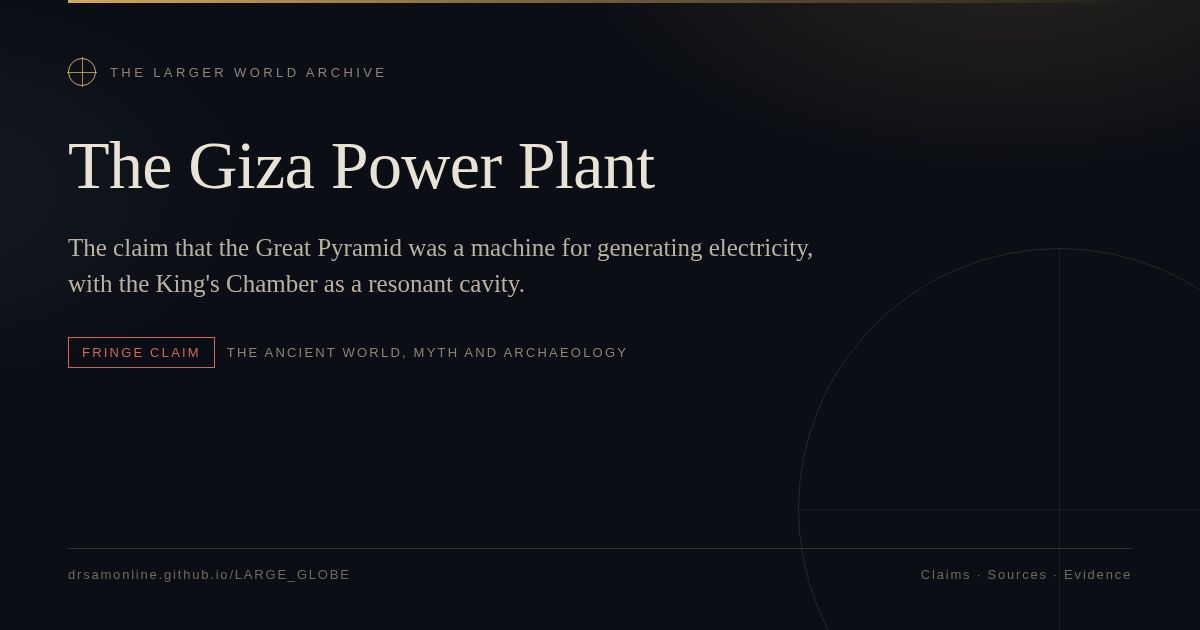 THE LARGER WORLD ARCHIVE
The Giza Power Plant
The claim that the Great Pyramid was a machine for generating electricity,
with the King's Chamber as a resonant cavity.
FRINGE CLAIM THE ANCIENT WORLD, MYTH AND ARCHAEOLOGY
drsamonline.github.io/LARGE_GLOBE Claims · Sources · Evidence